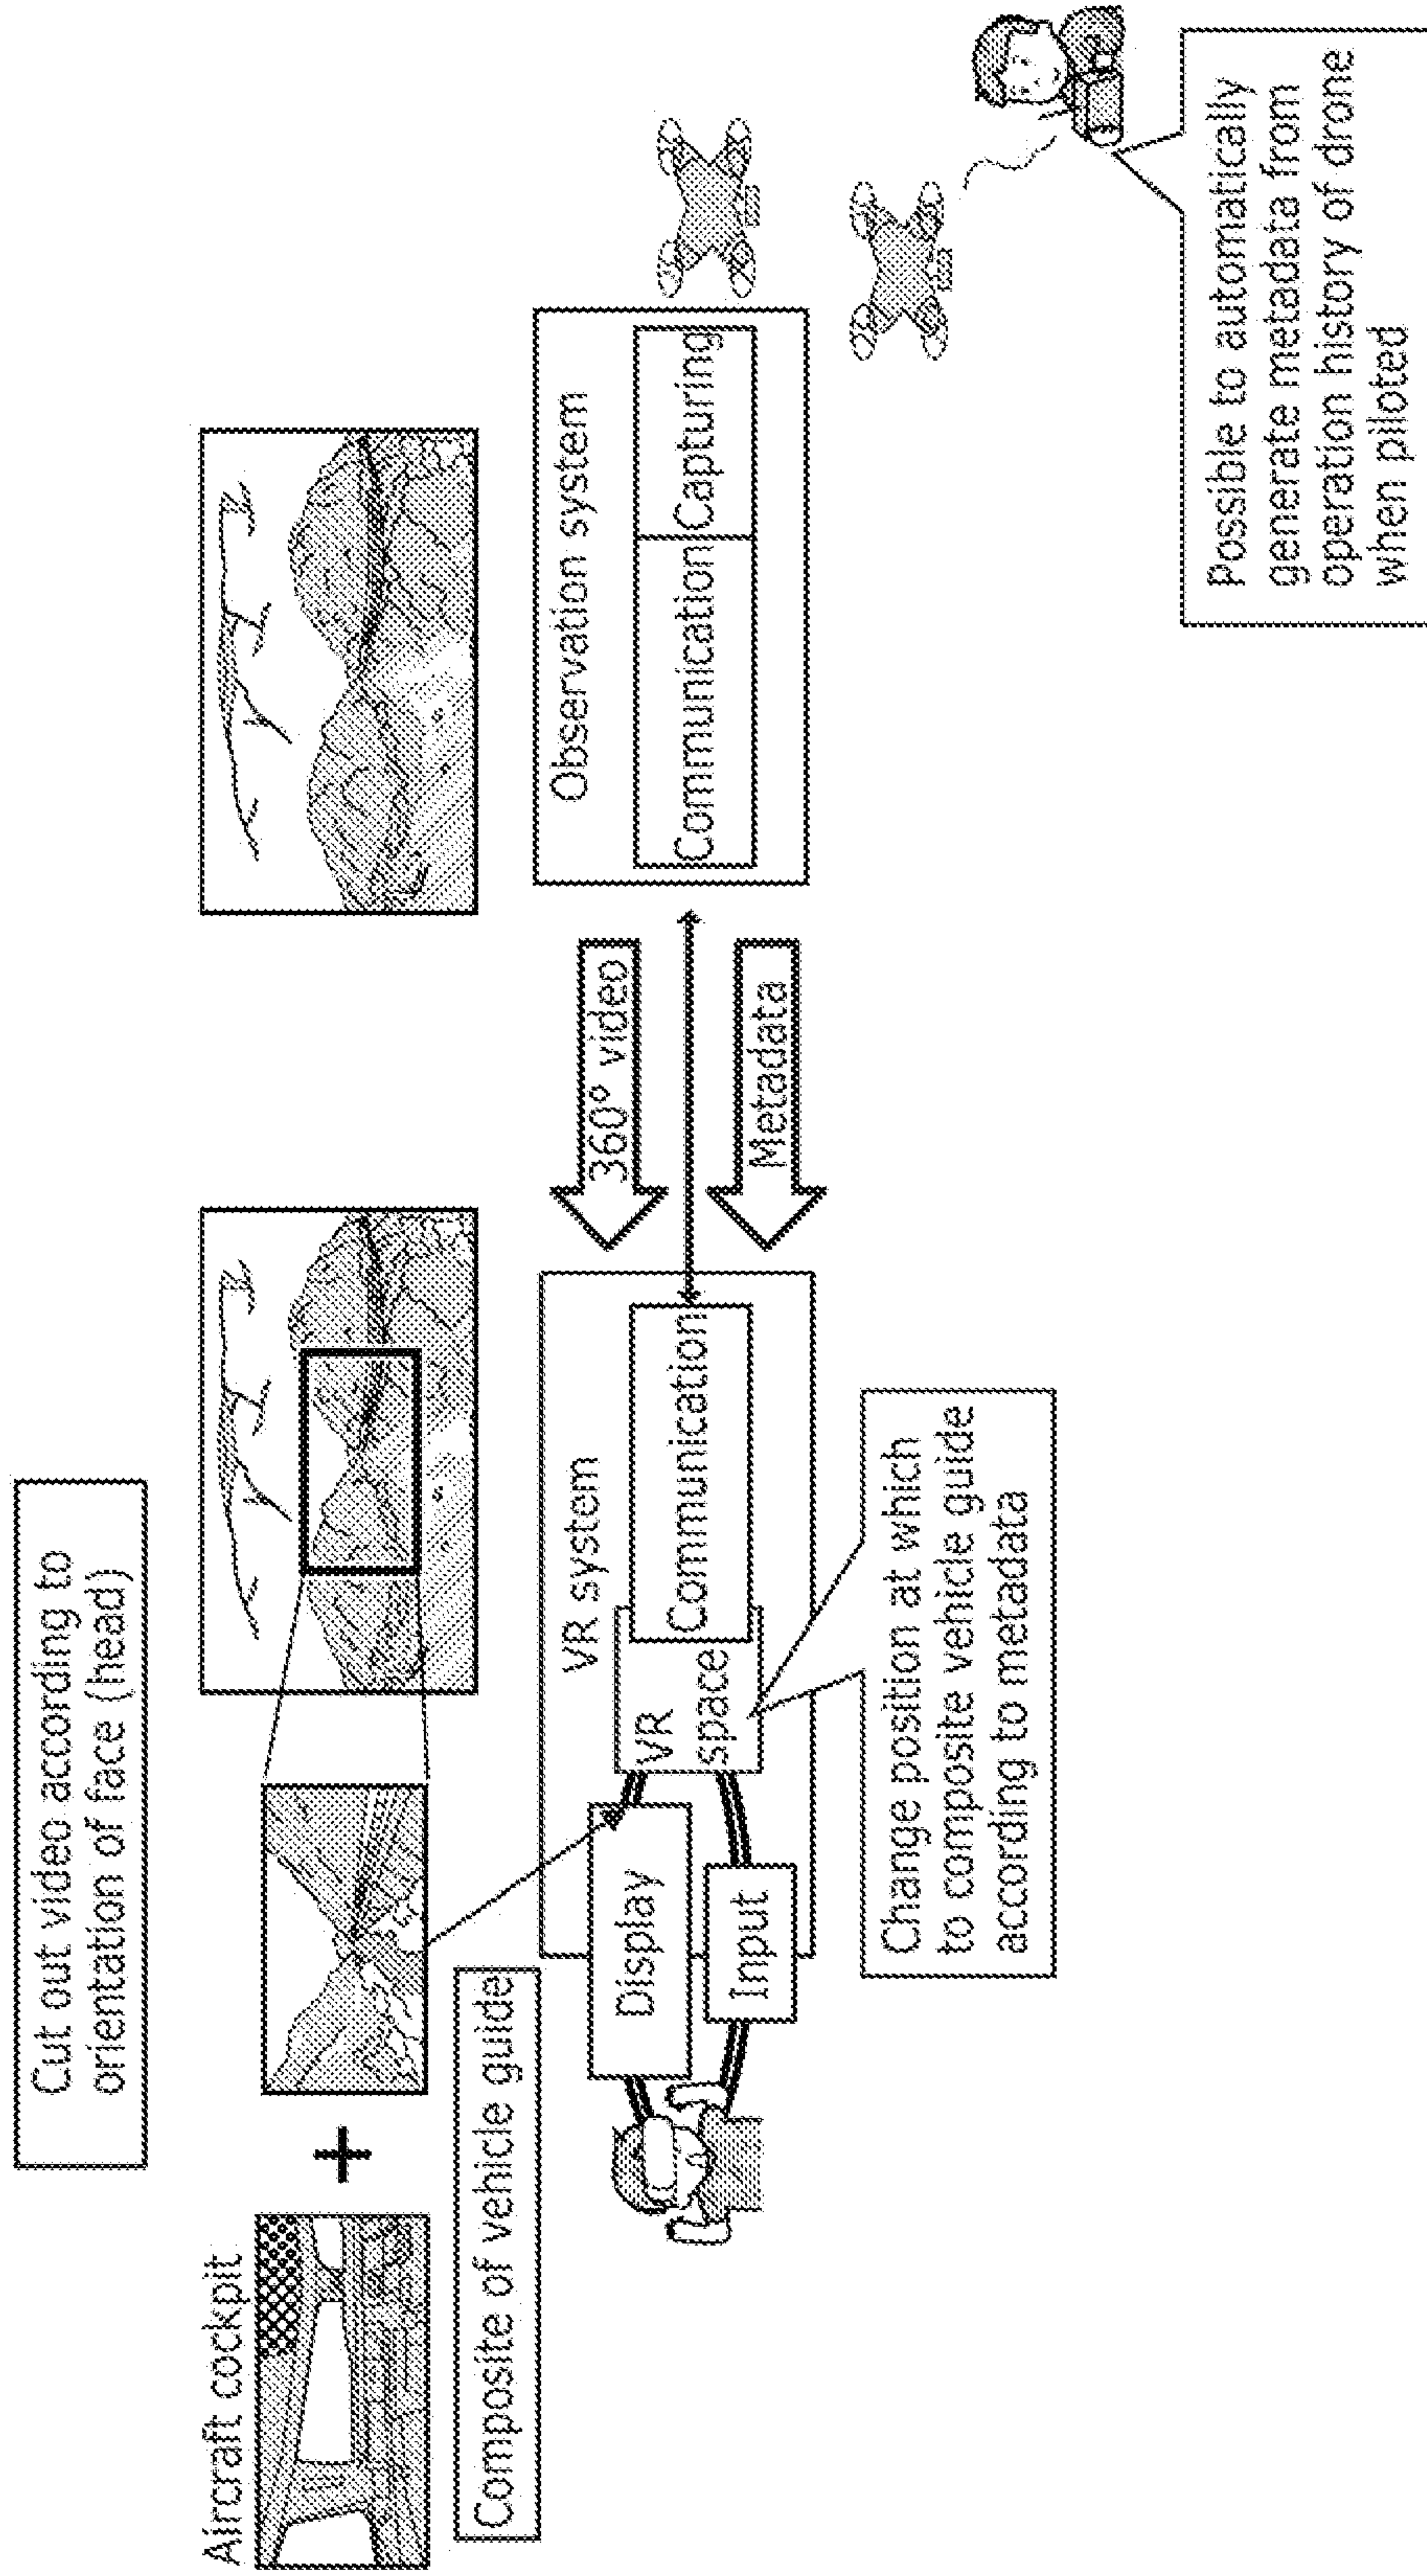 Cut out video according to
orientation of face (head)
Aircraft cockpit
Composite of vehicle guide
VR system
Display
Input
VR
space
Communication
Change position at which
to composite vehicle guide
according to metadata
360° video
Metadata
Observation system
Communication
Capturing
Possible to automatically
generate metadata from
operation history of drone
when piloted